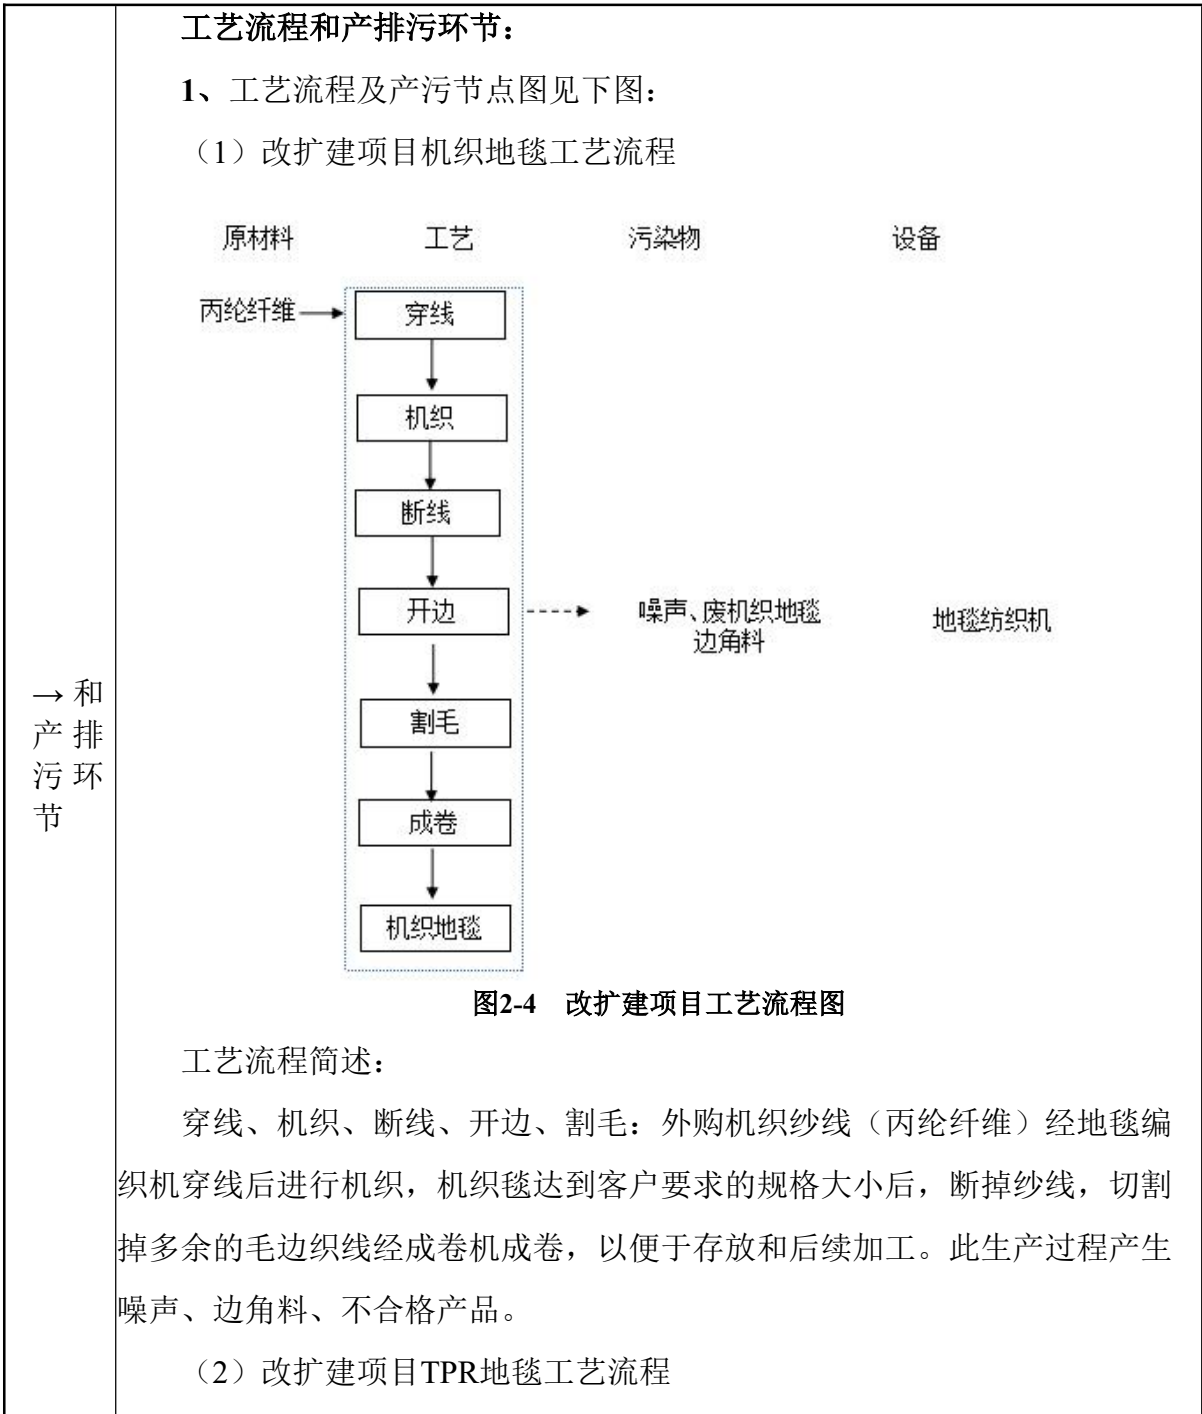 工艺流程和产排污环节：
1、工艺流程及产污节点图见下图：
（1）改扩建项目机织地毯工艺流程
原材料 工艺 污染物 设备
丙纶纤维 → 穿线
机织
断线
开边
噪声、废机织地毯
边角料
地毯纺织机
割毛
成卷
机织地毯
→ 和
产 排
污 环
节
图2-4 改扩建项目工艺流程图
工艺流程简述：
穿线、机织、断线、开边、割毛：外购机织纱线（丙纶纤维）经地毯编
织机穿线后进行机织，机织毯达到客户要求的规格大小后，断掉纱线，切割
掉多余的毛边织线经成卷机成卷，以便于存放和后续加工。此生产过程产生
噪声、边角料、不合格产品。
（2）改扩建项目TPR地毯工艺流程